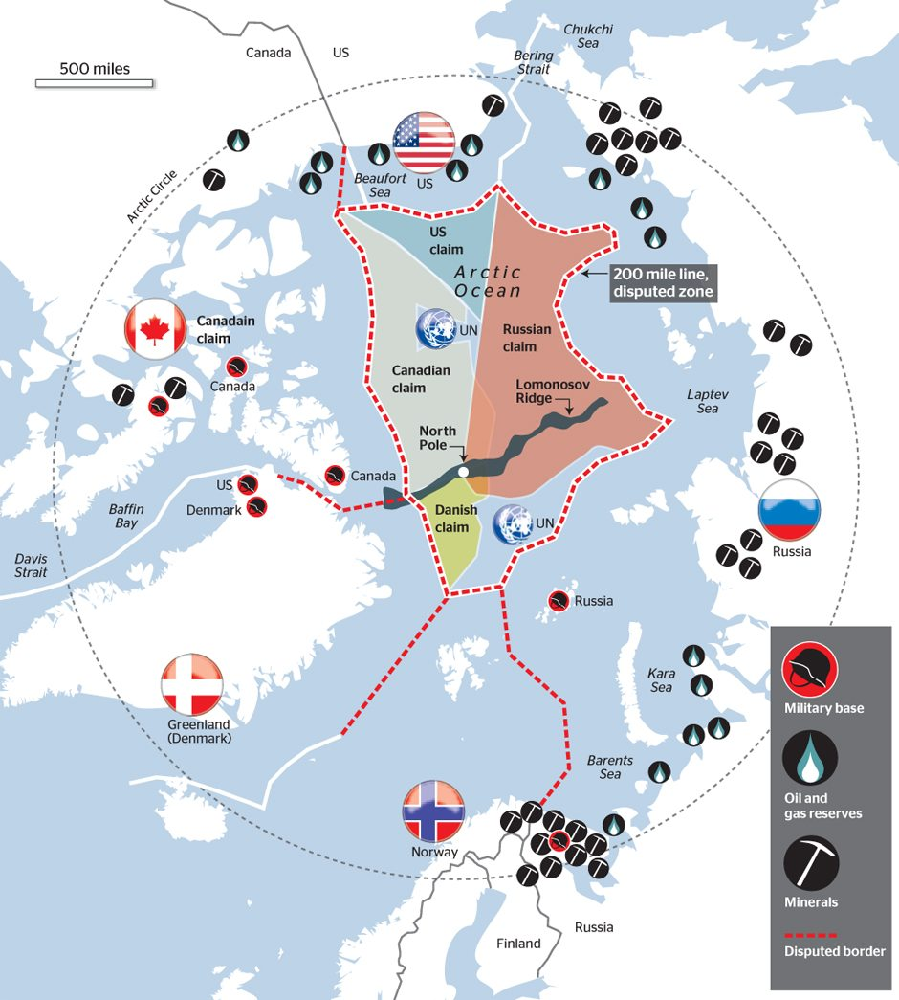 Chukchi
Sea
Canada
US
Bering
Strait
500 miles
Arctic Circle
Beaufort
Sea
US
US
claim
Arctic
Ocean
200 mile line,
disputed zone
Canadain
claim
UN
Russian
claim
Canada
Canadian
claim
Lomonosov
Ridge
Laptev
Sea
North
Pole
Canada
US
Denmark
Baffin
Bay
Danish
claim
UN
Davis
Strait
Russia
Russia
Kara
Sea
Greenland
(Denmark)
Barents
Sea
Norway
Finland
Russia
Military base
Oil and
gas reserves
Minerals
Disputed border